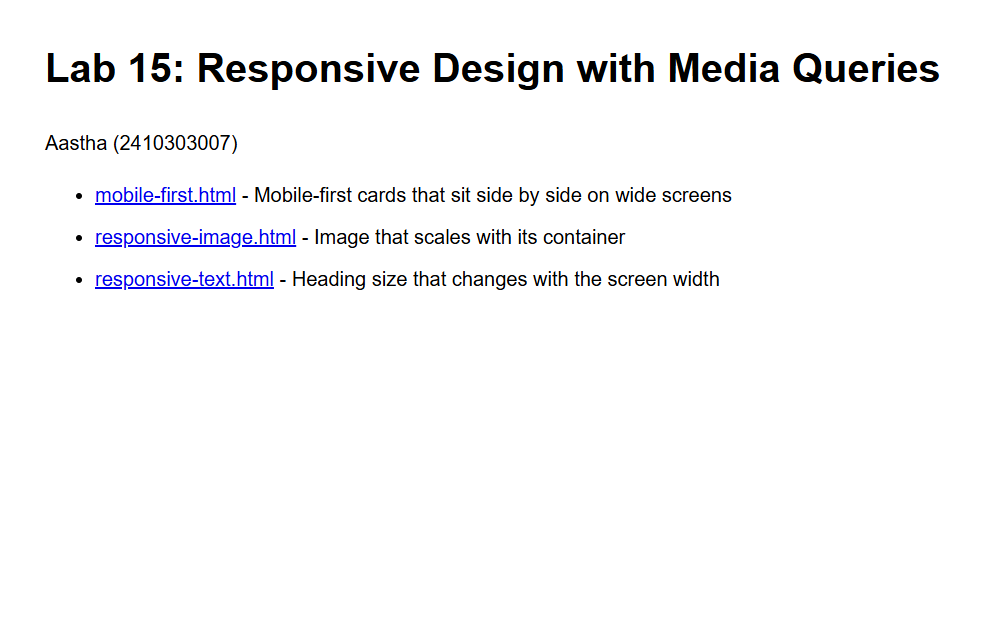 Lab 15: Responsive Design with Media Queries
Aastha (2410303007)
• mobile-first.html - Mobile-first cards that sit side by side on wide screens
• responsive-image.html - Image that scales with its container
• responsive-text.html - Heading size that changes with the screen width